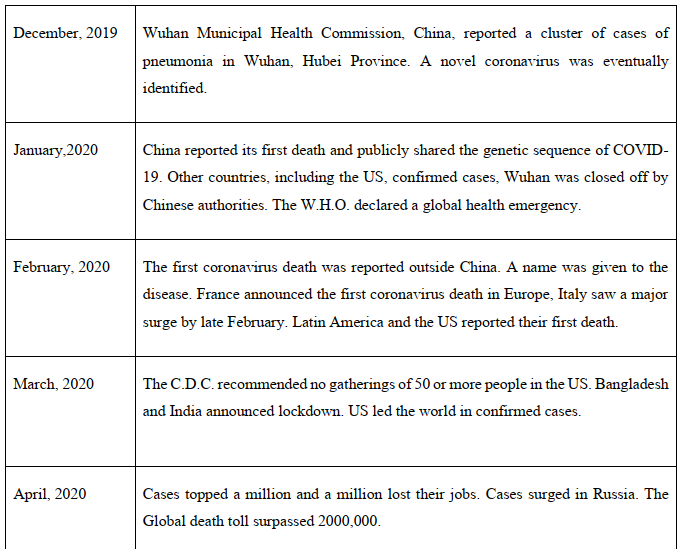 December, 2019
Wuhan Municipal Health Commission, China, reported a cluster of cases of
pneumonia in Wuhan, Hubei Province. A novel coronavirus was eventually
identified.
January,2020
China reported its first death and publicly shared the genetic sequence of COVID-
19. Other countries, including the US, confirmed cases, Wuhan was closed off by
Chinese authorities. The W.H.O. declared a global health emergency.
February, 2020
The first coronavirus death was reported outside China. A name was given to the
disease. France announced the first coronavirus death in Europe, Italy saw a major
surge by late February. Latin America and the US reported their first death.
March, 2020
The C.D.C. recommended no gatherings of 50 or more people in the US. Bangladesh
and India announced lockdown. US led the world in confirmed cases.
April, 2020
Cases topped a million and a million lost their jobs. Cases surged in Russia. The
Global death toll surpassed 2000,000.